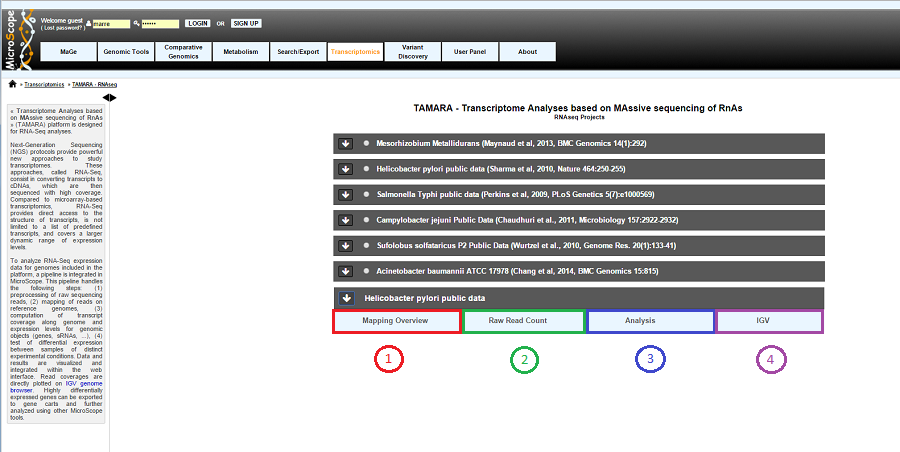 MicroScope
Welcome guest
( Lost password? )
marre
••••••
LOGIN
OR
SIGN UP
MaGe
Genomic Tools
Comparative
Genomics
Metabolism
Search/Export
Transcriptomics
Variant
Discovery
User Panel
About
» Transcriptomics » TAMARA - RNAseq
« Transcriptome Analyses based
on MAssive sequencing of RnAs
» (TAMARA) platform is designed
for RNA-Seq analyses.
Next-Generation Sequencing
(NGS) protocols provide powerful
new approaches to study
transcriptomes. These
approaches, called RNA-Seq,
consist in converting transcripts to
cDNAs, which are then
sequenced with high coverage.
Compared to microarray-based
transcriptomics, RNA-Seq
provides direct access to the
structure of transcripts, is not
limited to a list of predefined
transcripts, and covers a larger
dynamic range of expression
levels.
To analyze RNA-Seq expression
data for genomes included in the
platform, a pipeline is integrated in
MicroScope. This pipeline handles
the following steps: (1)
preprocessing of raw sequencing
reads, (2) mapping of reads on
reference genomes, (3)
computation of transcript
coverage along genome and
expression levels for genomic
objects (genes, sRNAs, ...), (4)
test of differential expression
between samples of distinct
experimental conditions. Data and
results are visualized and
integrated within the web
interface. Read coverages are
directly plotted on IGV genome
browser. Highly differentially
expressed genes can be exported
to gene carts and further
analyzed using other MicroScope
tools.
TAMARA - Transcriptome Analyses based on MAssive sequencing of RnAs
RNAseq Projects
Mesorhizobium Metallidurans (Maynaud et al, 2013, BMC Genomics 14(1):292)
Helicobacter pylori public data (Sharma et al, 2010, Nature 464:250-255)
Salmonella Typhi public data (Perkins et al, 2009, PLoS Genetics 5(7):e1000569)
Campylobacter jejuni Public Data (Chaudhuri et al., 2011, Microbiology 157:2922-2932)
Sufolobus solfataricus P2 Public Data (Wurtzel et al., 2010, Genome Res. 20(1):133-41)
Acinetobacter baumannii ATCC 17978 (Chang et al, 2014, BMC Genomics 15:815)
Helicobacter pylori public data
Mapping Overview
Raw Read Count
Analysis
IGV
1
2
3
4